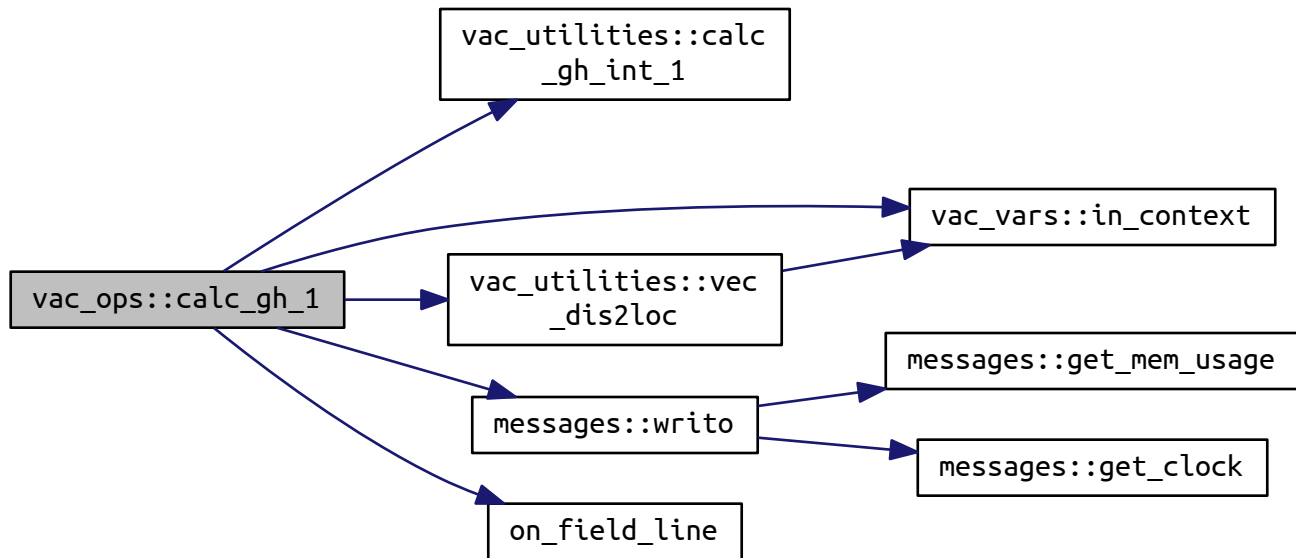 vac_utilities::calc
_gh_int_1
vac_vars::in_context
vac_ops::calc_gh_1
vac_utilities::vec
_dis2loc
messages::get_mem_usage
messages::writo
messages::get_clock
on_field_line